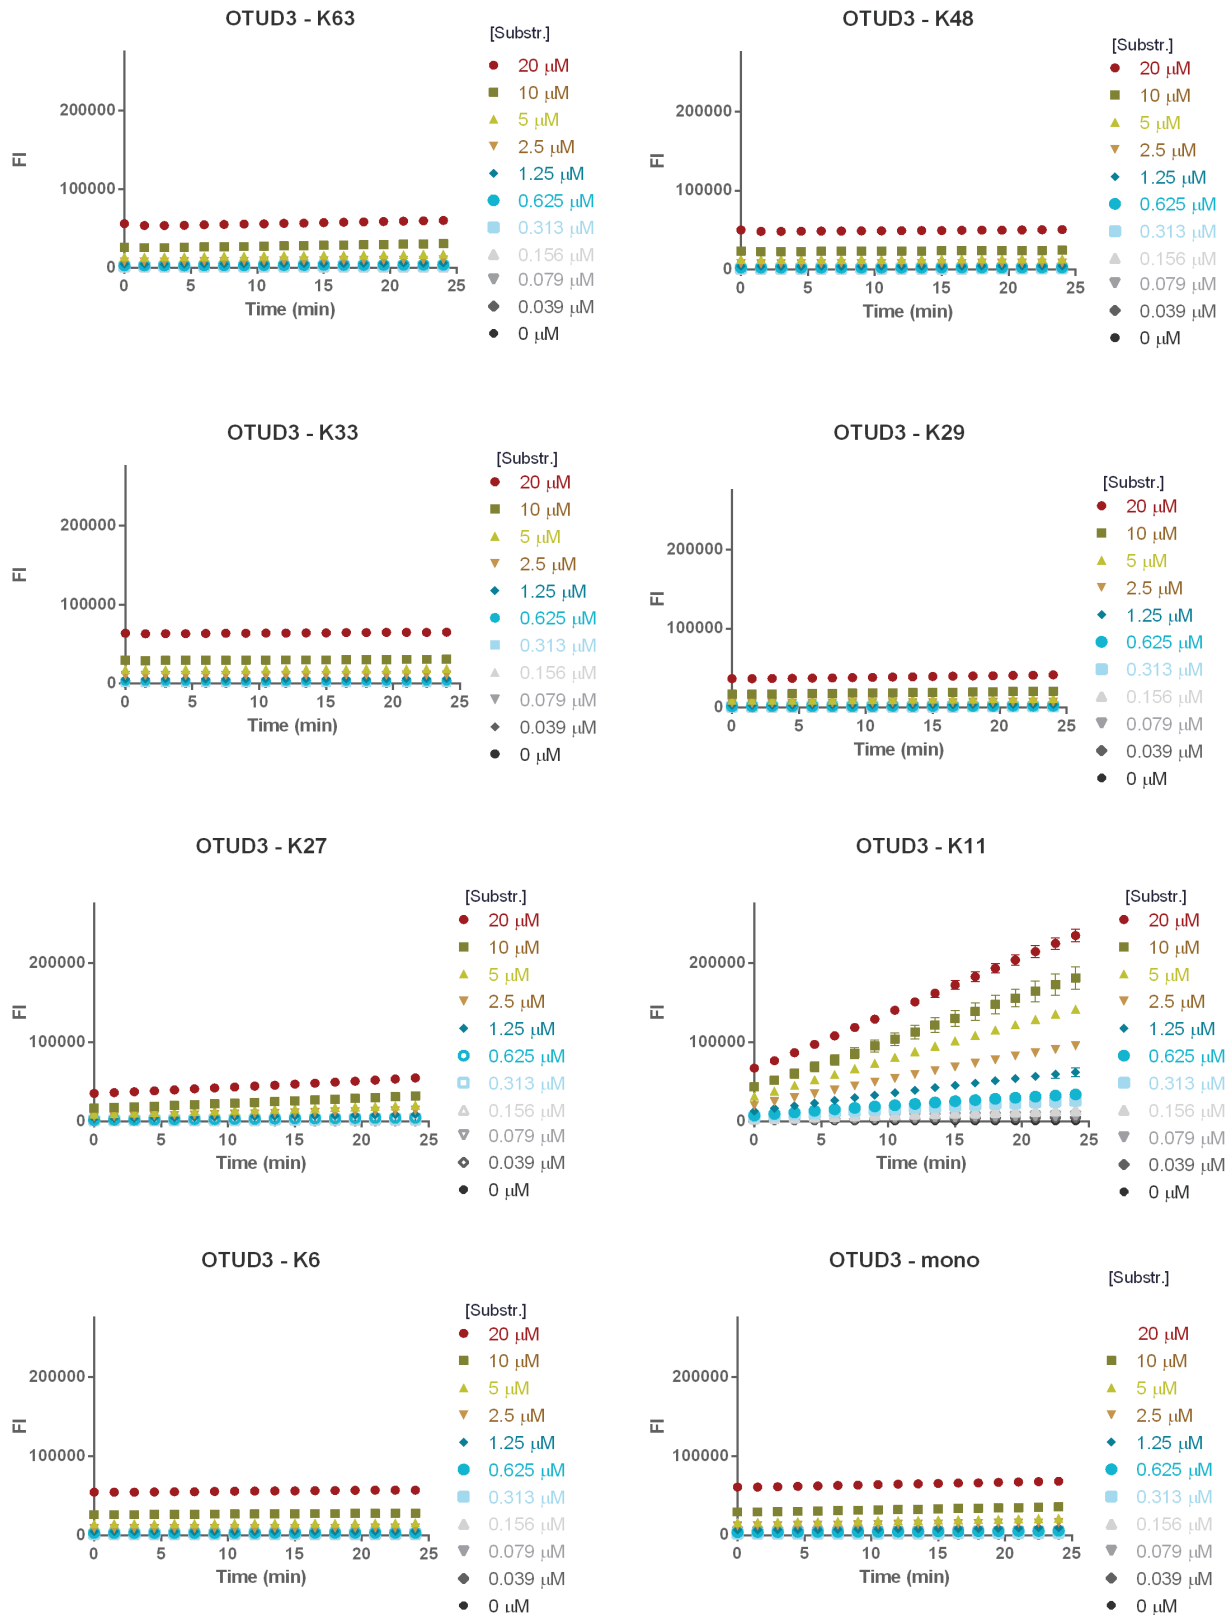 OTUD3 - K63
[Substr.]
20 μM
10 μM
5 μM
2.5 μM
1.25 μM
0.625 μM
0.313 μM
0.156 μM
0.079 μM
0.039 μM
0 μM
FI
200000
100000
0
0 5 10 15 20 25
Time (min)
OTUD3 - K48
[Substr.]
20 μM
10 μM
5 μM
2.5 μM
1.25 μM
0.625 μM
0.313 μM
0.156 μM
0.079 μM
0.039 μM
0 μM
FI
200000
100000
0
0 5 10 15 20 25
Time (min)
OTUD3 - K33
[Substr.]
20 μM
10 μM
5 μM
2.5 μM
1.25 μM
0.625 μM
0.313 μM
0.156 μM
0.079 μM
0.039 μM
0 μM
FI
200000
100000
0
0 5 10 15 20 25
Time (min)
OTUD3 - K29
[Substr.]
20 μM
10 μM
5 μM
2.5 μM
1.25 μM
0.625 μM
0.313 μM
0.156 μM
0.079 μM
0.039 μM
0 μM
FI
200000
100000
0
0 5 10 15 20 25
Time (min)
OTUD3 - K27
[Substr.]
20 μM
10 μM
5 μM
2.5 μM
1.25 μM
0.625 μM
0.313 μM
0.156 μM
0.079 μM
0.039 μM
0 μM
FI
200000
100000
0
0 5 10 15 20 25
Time (min)
OTUD3 - K11
[Substr.]
20 μM
10 μM
5 μM
2.5 μM
1.25 μM
0.625 μM
0.313 μM
0.156 μM
0.079 μM
0.039 μM
0 μM
FI
200000
100000
0
0 5 10 15 20 25
Time (min)
OTUD3 - K6
[Substr.]
20 μM
10 μM
5 μM
2.5 μM
1.25 μM
0.625 μM
0.313 μM
0.156 μM
0.079 μM
0.039 μM
0 μM
FI
200000
100000
0
0 5 10 15 20 25
Time (min)
OTUD3 - mono
[Substr.]
20 μM
10 μM
5 μM
2.5 μM
1.25 μM
0.625 μM
0.313 μM
0.156 μM
0.079 μM
0.039 μM
0 μM
FI
200000
100000
0
0 5 10 15 20 25
Time (min)